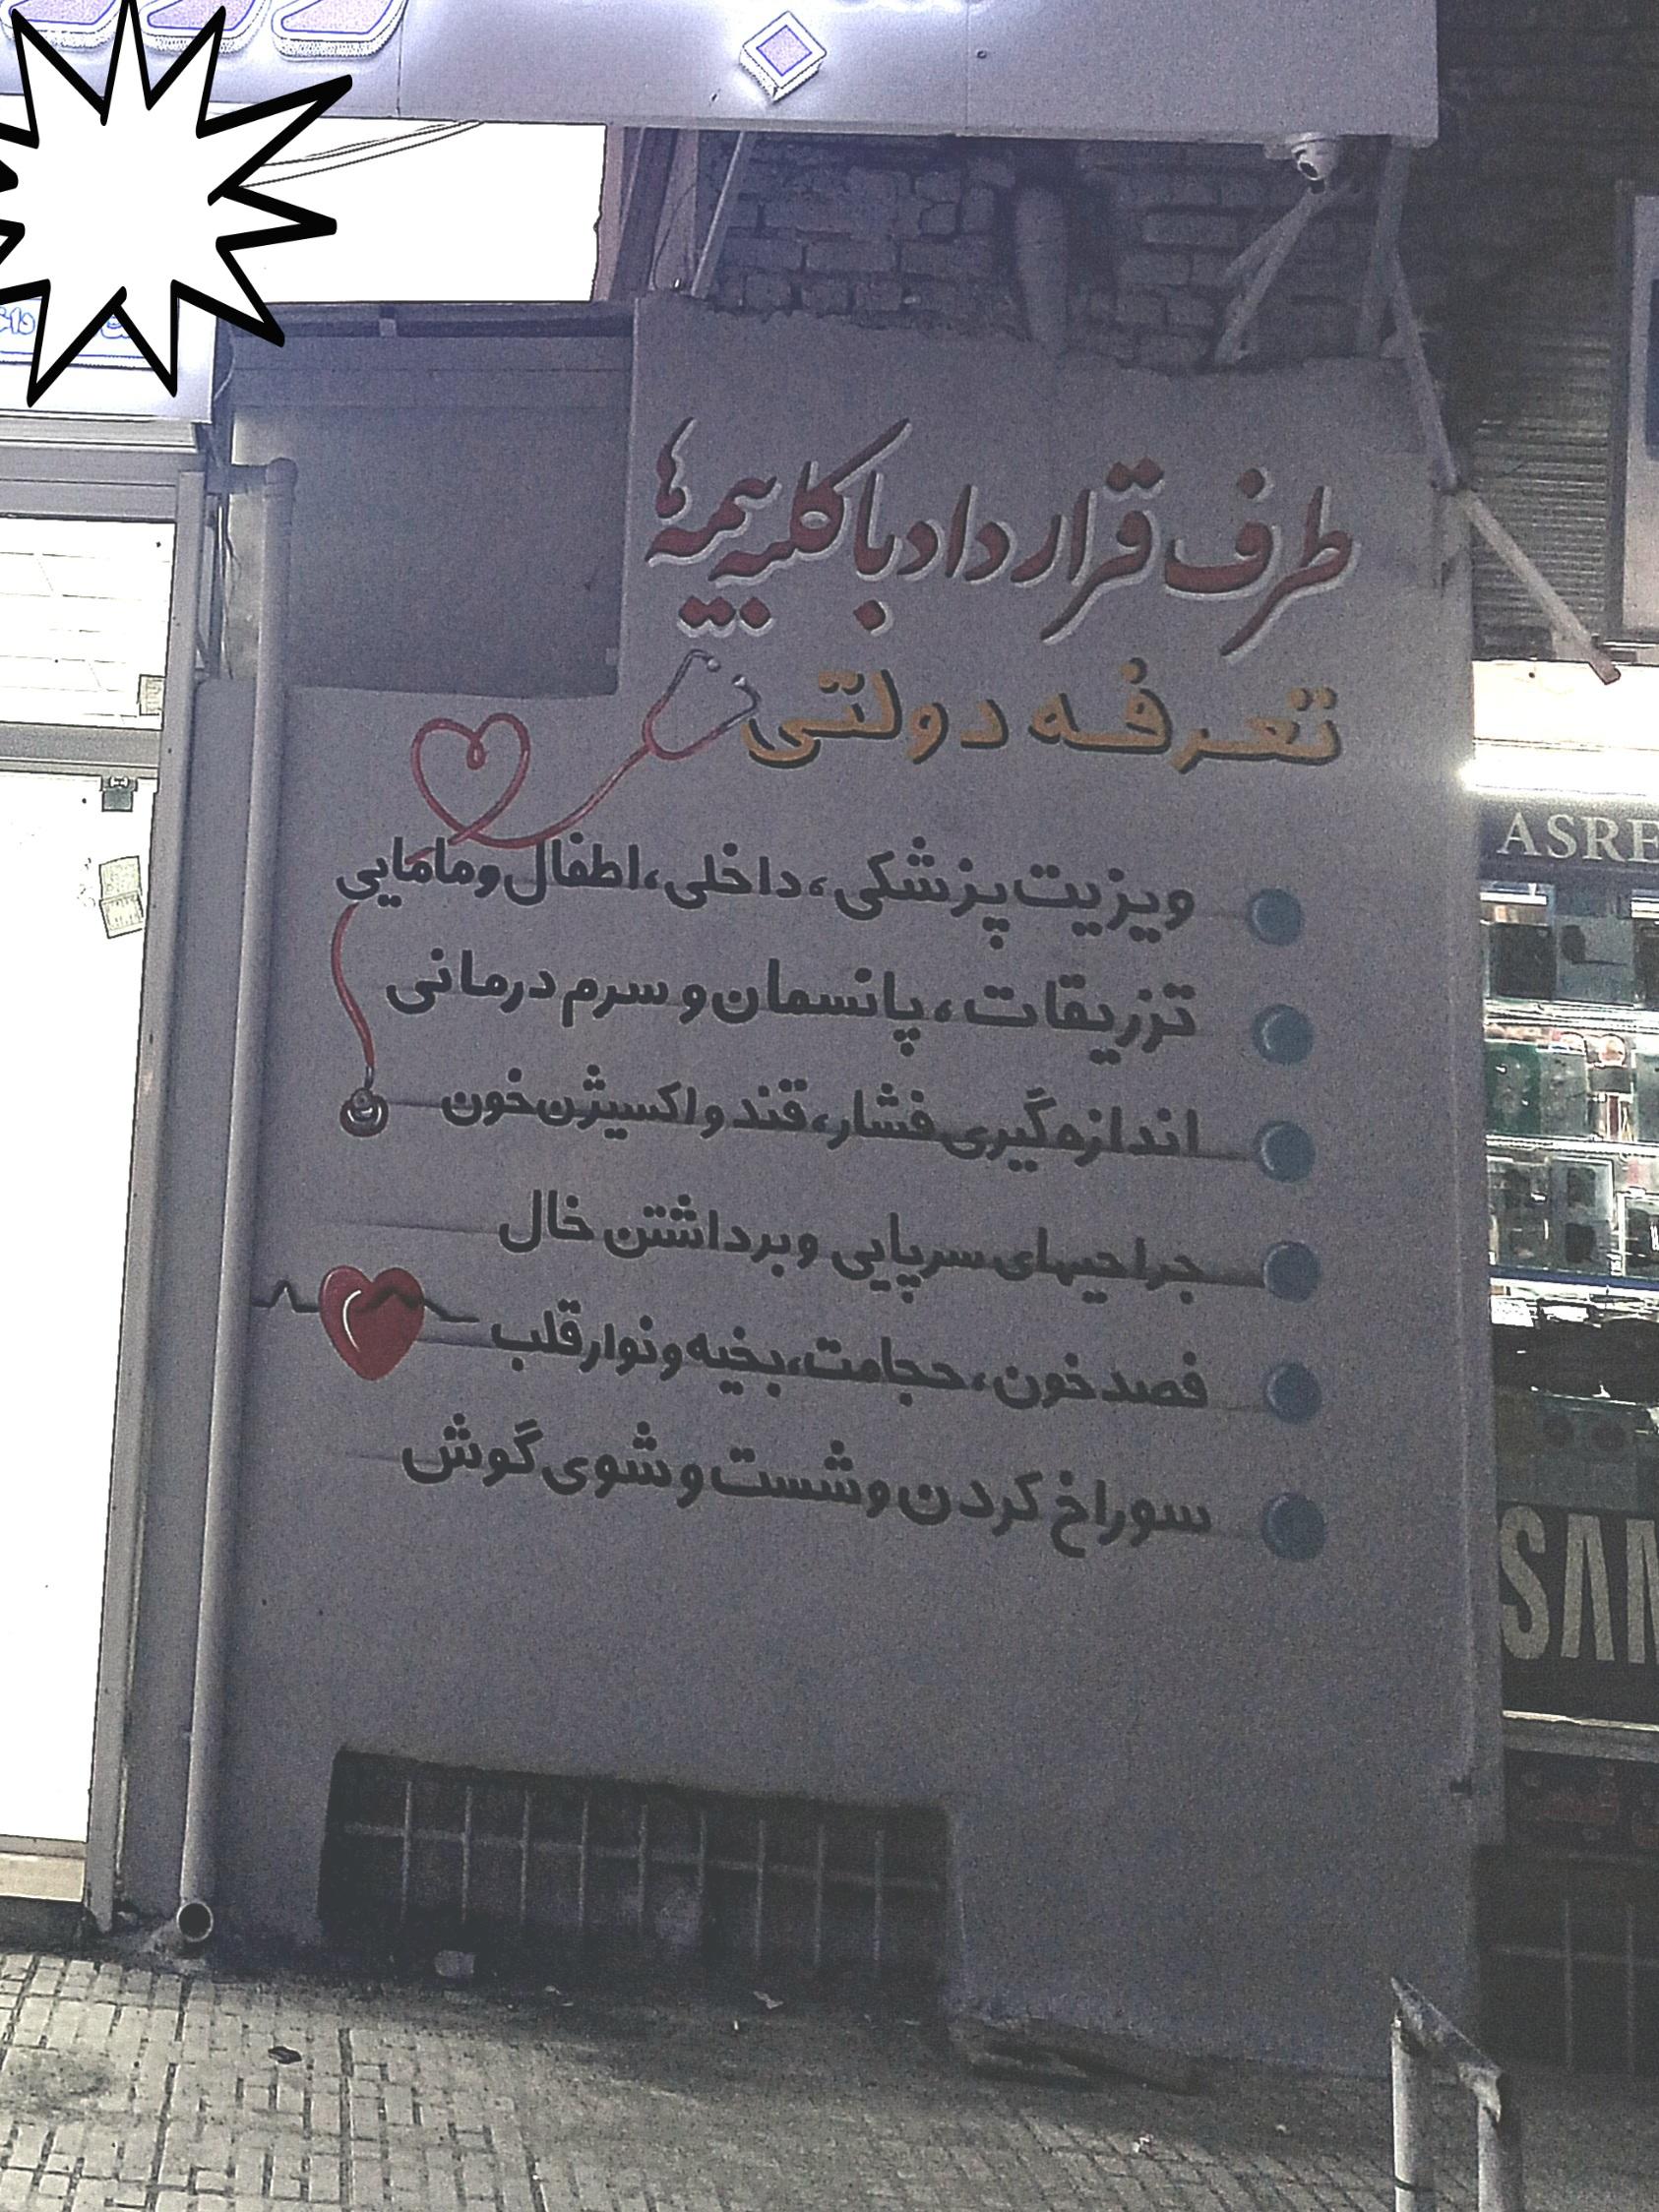 طرف قرارداد با کلیه بیمه ها
تعرفه دولتی
ویزیت پزشکی، داخلی، اطفال و مامایی
تزریقات، پانسمان و سرم درمانی
اندازه گیری فشار، قند و اکسیژن خون
جراحیهای سرپایی و برداشتن خال
فصد خون، حجامت، بخیه و نوار قلب
سوراخ کردن و شست و شوی گوش
ASRE
SAM